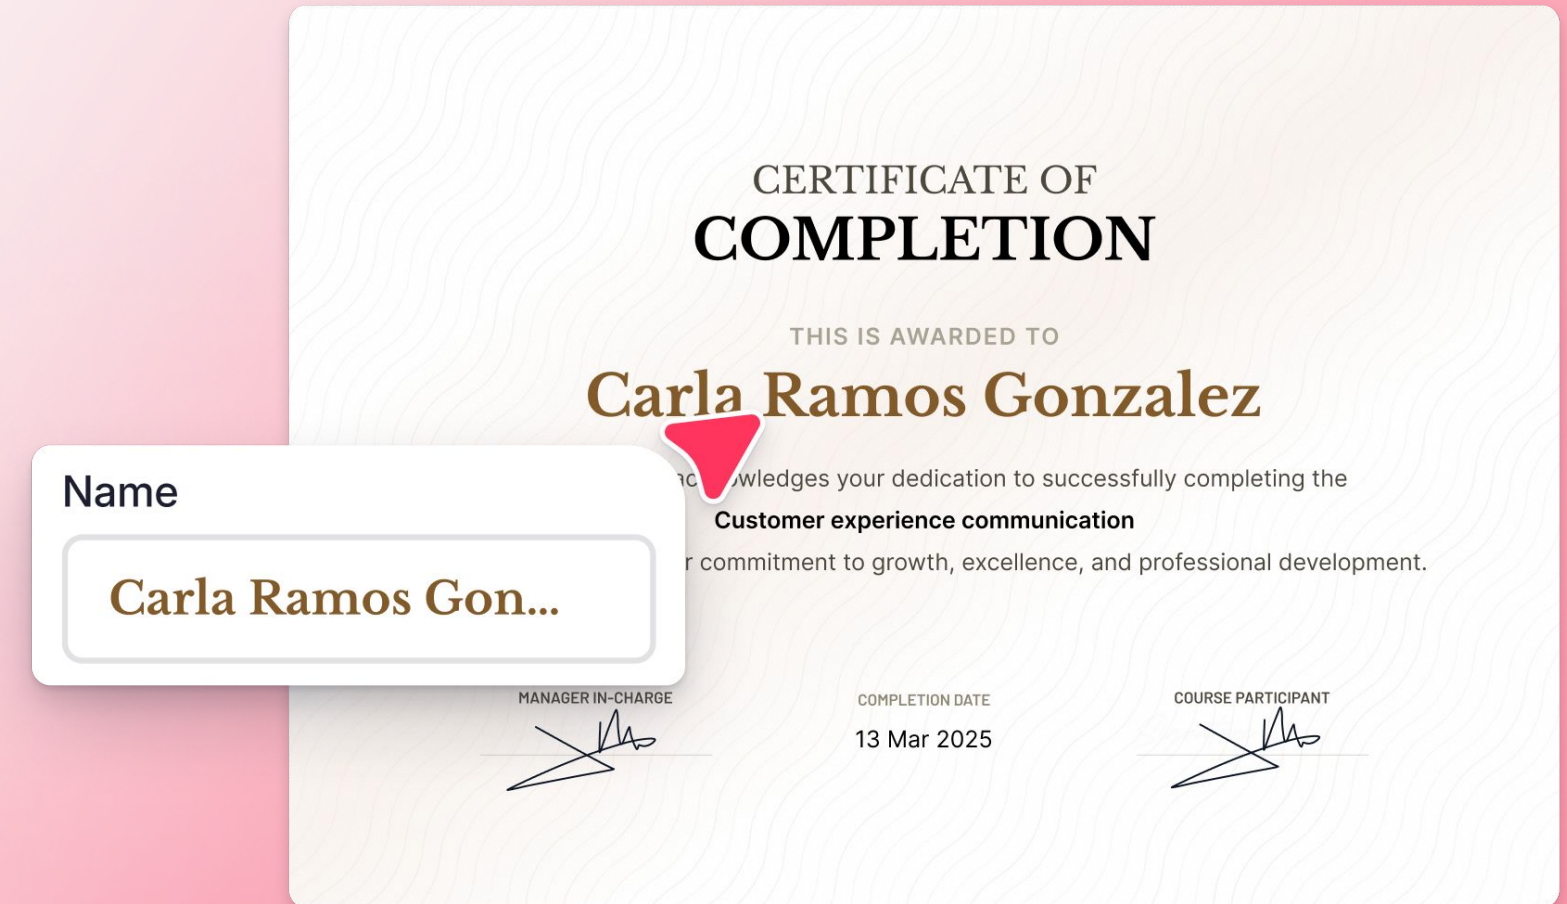 CERTIFICATE OF
COMPLETION
THIS IS AWARDED TO
Carla Ramos Gonzalez
your dedication to successfully completing the
Customer experience communication
commitment to growth, excellence, and professional development.
Name
Carla Ramos Gon...
MANAGER IN-CHARGE
COMPLETION DATE
13 Mar 2025
COURSE PARTICIPANT